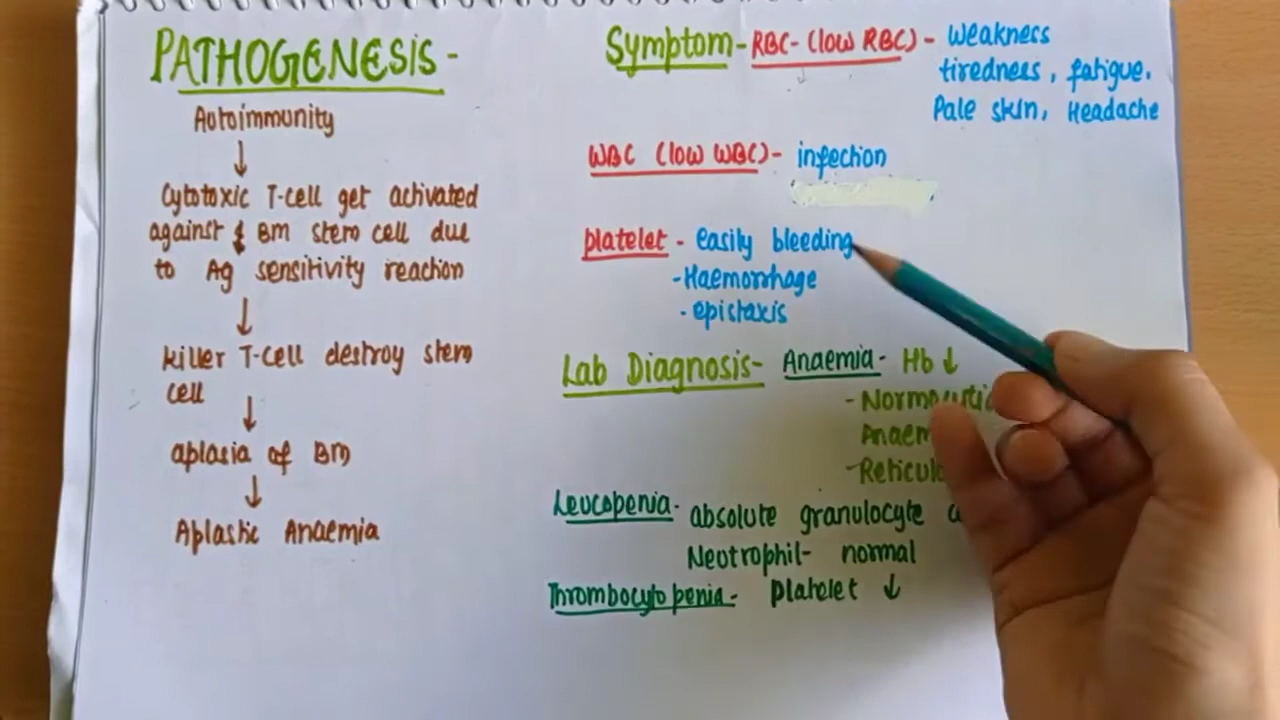 PATHOGENESIS-
Autoimmunity
↓
Cytotoxic T-cell get activated
against BM stem cell due
to Ag sensitivity reaction
↓
killer T-cell destroy stem
cell
↓
aplasia of BM
↓
Aplastic Anaemia
Symptom- RBC- (low RBC) - Weakness
tiredness, fatigue.
Pale skin, Headache
WBC (low WBC)- infection
platelet - easily bleeding
-Haemorrhage
- epistaxis
Lab Diagnosis- Anaemia- Hb ↓
Leucopenia- absolute granulocyte
Neutrophil- normal
Thrombocytopenia- Platelet ↓